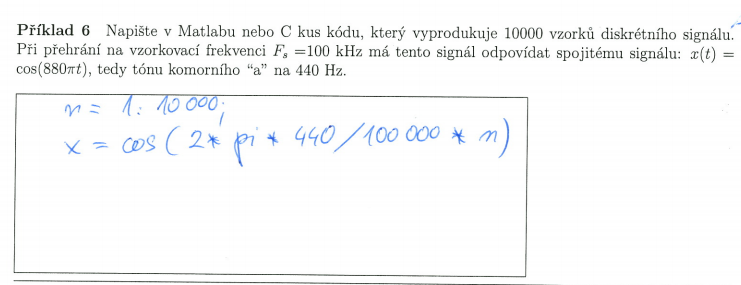 Příklad 6 Napište v Matlabu nebo C kus kódu, který vyprodukuje 10000 vzorků diskrétního signálu.
Při přehrání na vzorkovací frekvenci Fs =100 kHz má tento signál odpovídat spojitému signálu: x(t) =
cos(880πt), tedy tónu komorního “a” na 440 Hz.
n = 1: 10 000;
x = cos ( 2* pi * 440 /100 000 * n)